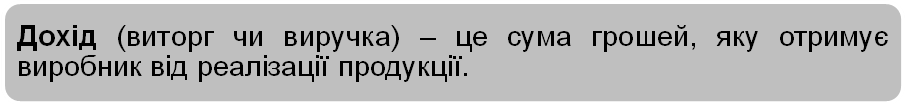 Дохід (виторг чи виручка) – це сума грошей, яку отримує
виробник від реалізації продукції.